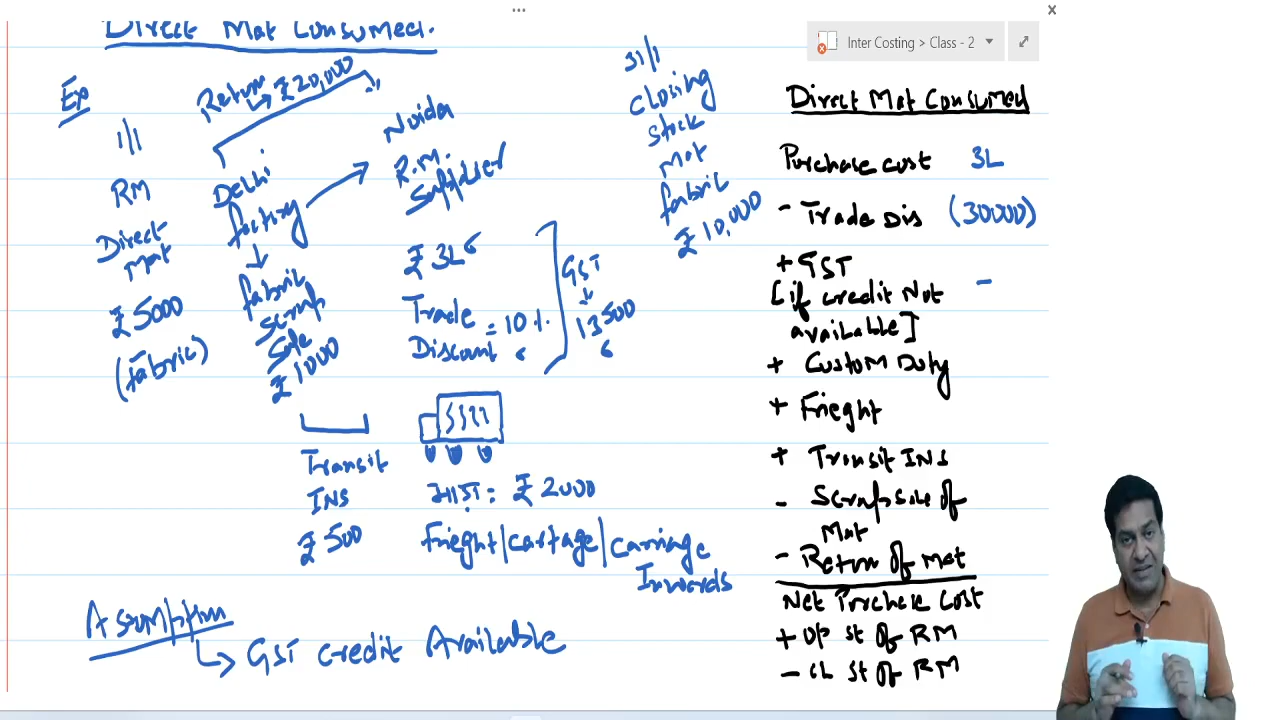 Direct Mat Consumed.
Inter Costing > Class - 2
Ex
1/1
RM
Direct
Mat
₹5000
(fabric)
Return
↳ ₹20,000
Delhi
factory
↓
fabric
Scrap
Sale
₹1000
Noida
R.M.
Supplier
₹3L
Trade
Discount = 10%
GST
↓
13500
31/1
Closing
Stock
Mat
fabric
₹10,000
Transit
INS
₹500
भाड़ा: ₹2000
Frieght/Cartage/Carriage
Inwards
Assumption
↳ GST credit Available
Direct Mat Consumed
Purchase cost 3L
- Trade Dis (30000)
+ GST
[if credit Not -
available]
+ Custom Duty
+ Frieght
+ Transit INS
- Scrap Sale of
Mat
- Return of Mat
Net Purchase Cost
+ OP St of RM
- CL St of RM